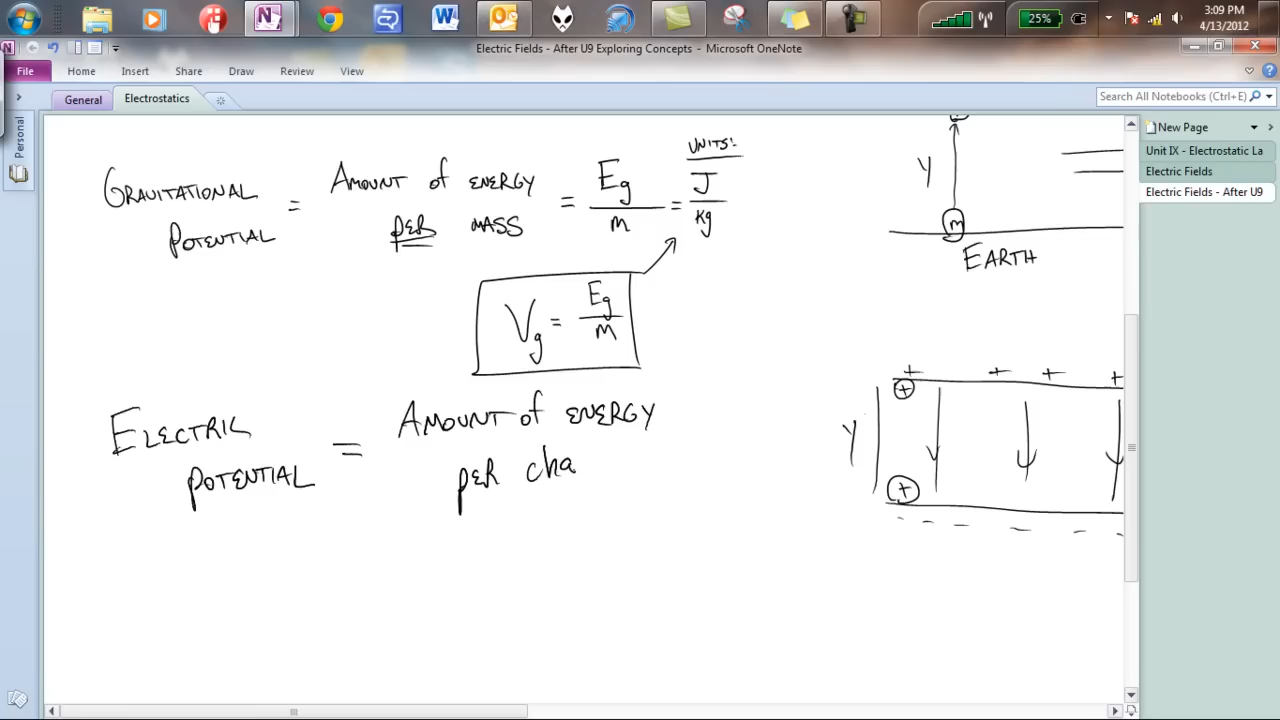 3:09 PM
25%
4/13/2012
Electric Fields - After U9 Exploring Concepts - Microsoft OneNote
File Home Insert Share Draw Review View
General Electrostatics
Search All Notebooks (Ctrl+E)
Personal
New Page
Unit IX - Electrostatic La
Electric Fields
Electric Fields - After U9
UNITS:
GRAVITATIONAL POTENTIAL = AMOUNT of ENERGY PER MASS = Eg / m = J / kg
Vg = Eg / m
ELECTRIC POTENTIAL = AMOUNT of ENERGY
PER cha
y
m
EARTH
+ + + +
+
y
+
- - - - - -